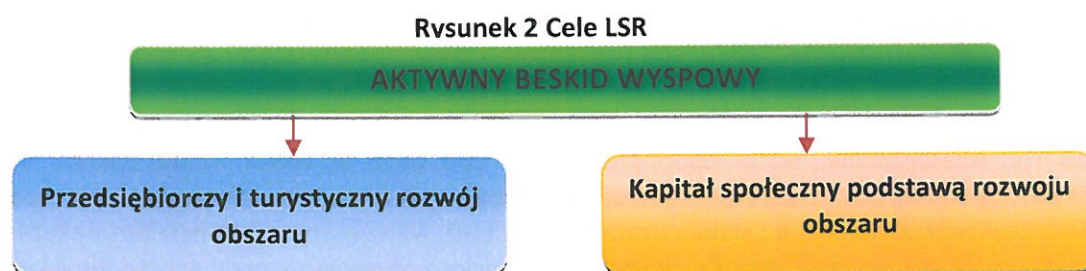 Rysunek 2 Cele LSR
AKTYWNY BESKID WYSPOWY
Przedsiębiorczy i turystyczny rozwój
obszaru
Kapitał społeczny podstawą rozwoju
obszaru